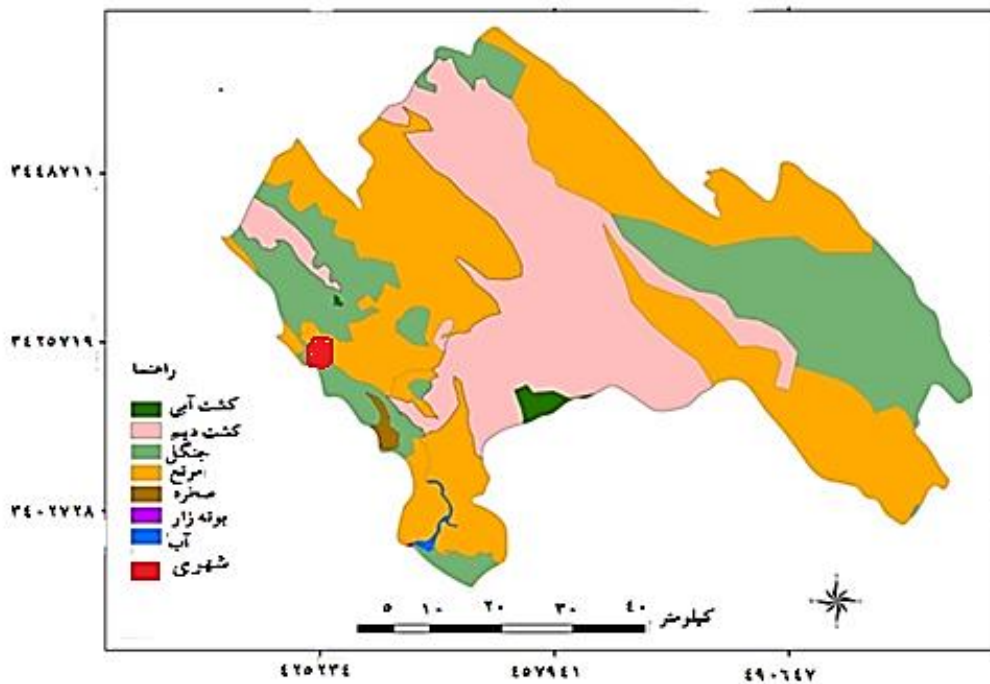 ۳۴۴۸۷۱۱
۳۴۲۵۷۱۹
۳۴۰۲۷۲۸
راهنما
کشت آبی
کشت دیم
جنگل
مرتع
صخره
بوته زار
آب
شهری
۵ ۱۰ ۲۰ ۳۰ ۴۰ کیلومتر
۴۲۵۲۳۴ ۴۵۷۹۴۱ ۴۹۰۶۴۷